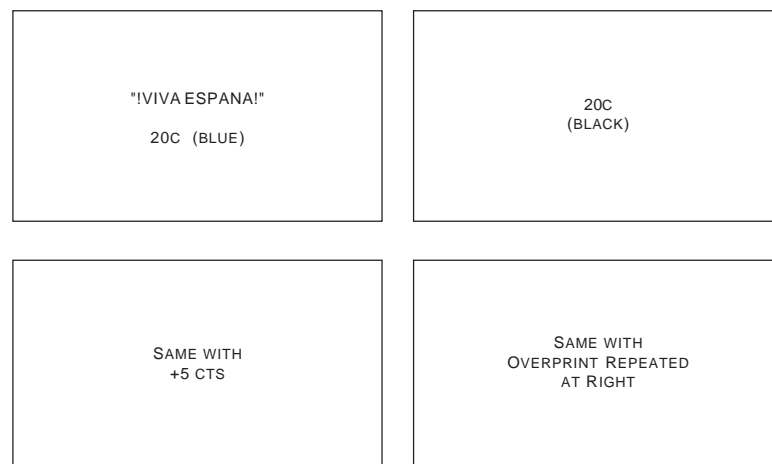 "!VIVA ESPANA!"
20C (BLUE)
20C
(BLACK)
SAME WITH
+5 CTS
SAME WITH
OVERPRINT REPEATED
AT RIGHT